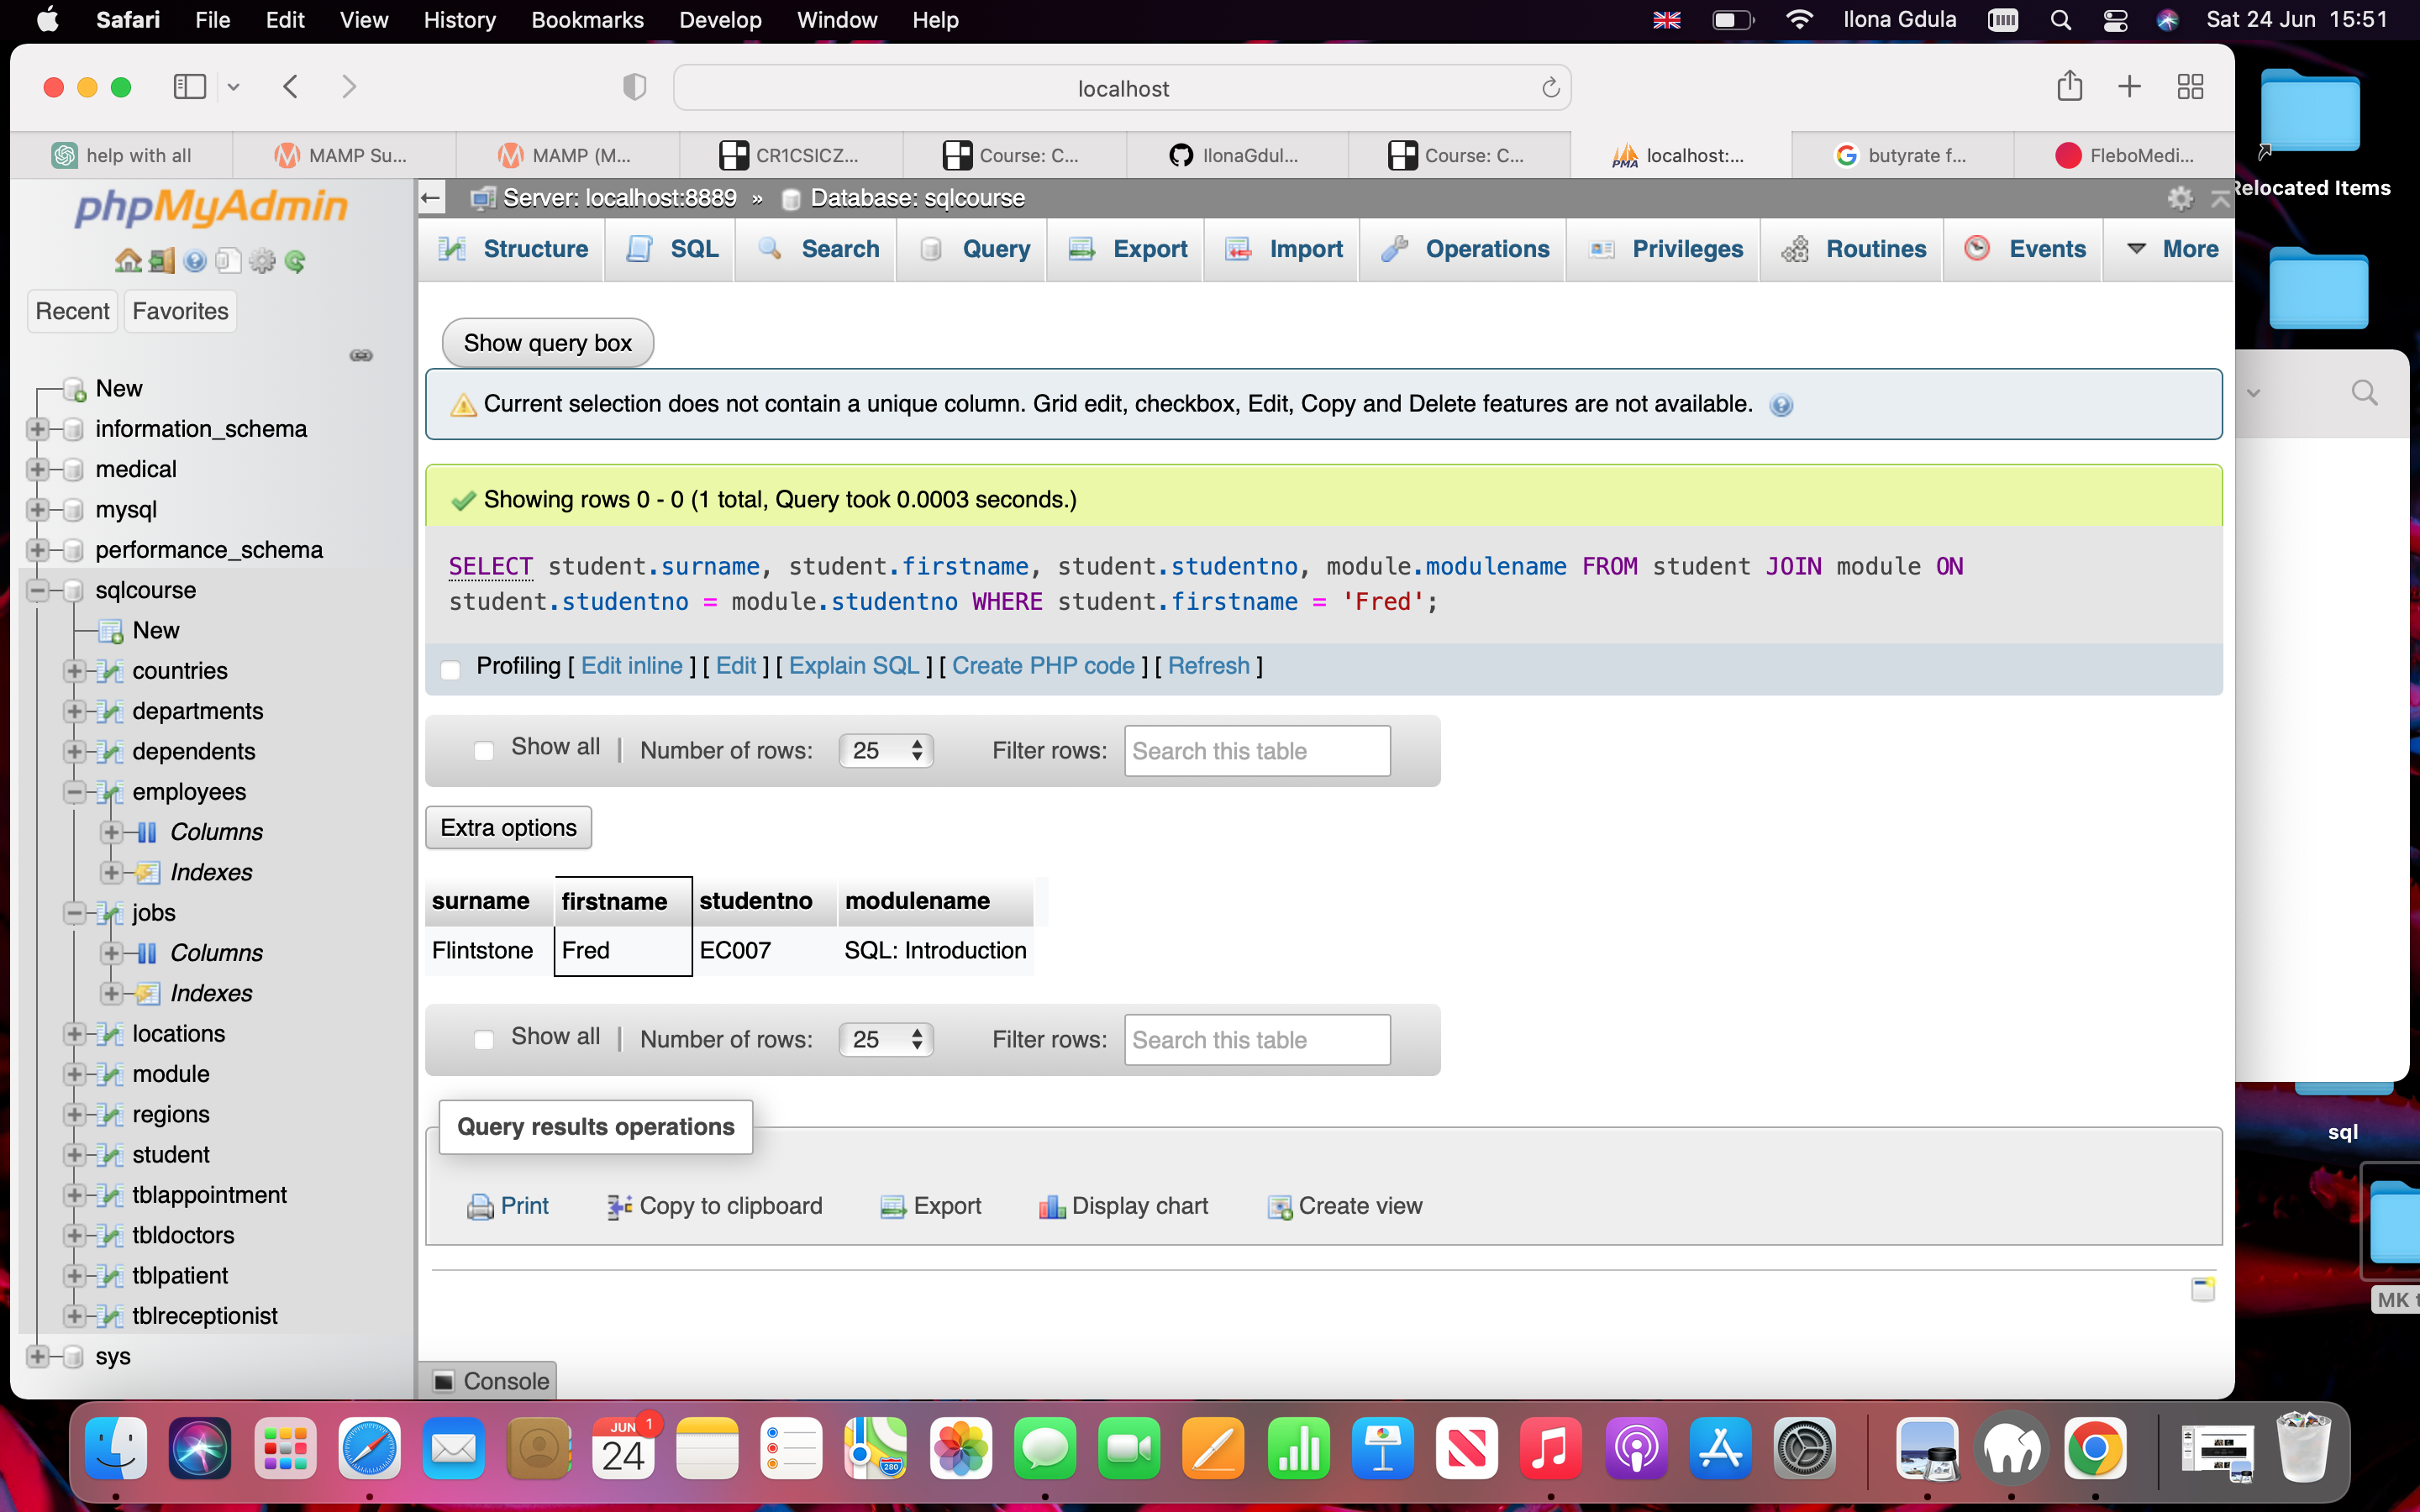 Safari File Edit View History Bookmarks Develop Window Help Ilona Gdula Sat 24 Jun 15:51
localhost
help with all MAMP Su... MAMP (M... CR1CSICZ... Course: C... IlonaGdul... Course: C... localhost:... butyrate f... FleboMedi...
Relocated Items
phpMyAdmin
Server: localhost:8889 » Database: sqlcourse
Structure SQL Search Query Export Import Operations Privileges Routines Events More
Recent Favorites
New
information_schema
medical
mysql
performance_schema
sqlcourse
New
countries
departments
dependents
employees
Columns
Indexes
jobs
Columns
Indexes
locations
module
regions
student
tblappointment
tbldoctors
tblpatient
tblreceptionist
sys
Show query box
Current selection does not contain a unique column. Grid edit, checkbox, Edit, Copy and Delete features are not available.
Showing rows 0 - 0 (1 total, Query took 0.0003 seconds.)
SELECT student.surname, student.firstname, student.studentno, module.modulename FROM student JOIN module ON
student.studentno = module.studentno WHERE student.firstname = 'Fred';
Profiling [ Edit inline ] [ Edit ] [ Explain SQL ] [ Create PHP code ] [ Refresh ]
Show all | Number of rows: 25 Filter rows: Search this table
Extra options
surname firstname studentno modulename
Flintstone Fred EC007 SQL: Introduction
Show all | Number of rows: 25 Filter rows: Search this table
Query results operations
Print Copy to clipboard Export Display chart Create view
Console
sql
MK
JUN 1
24
280